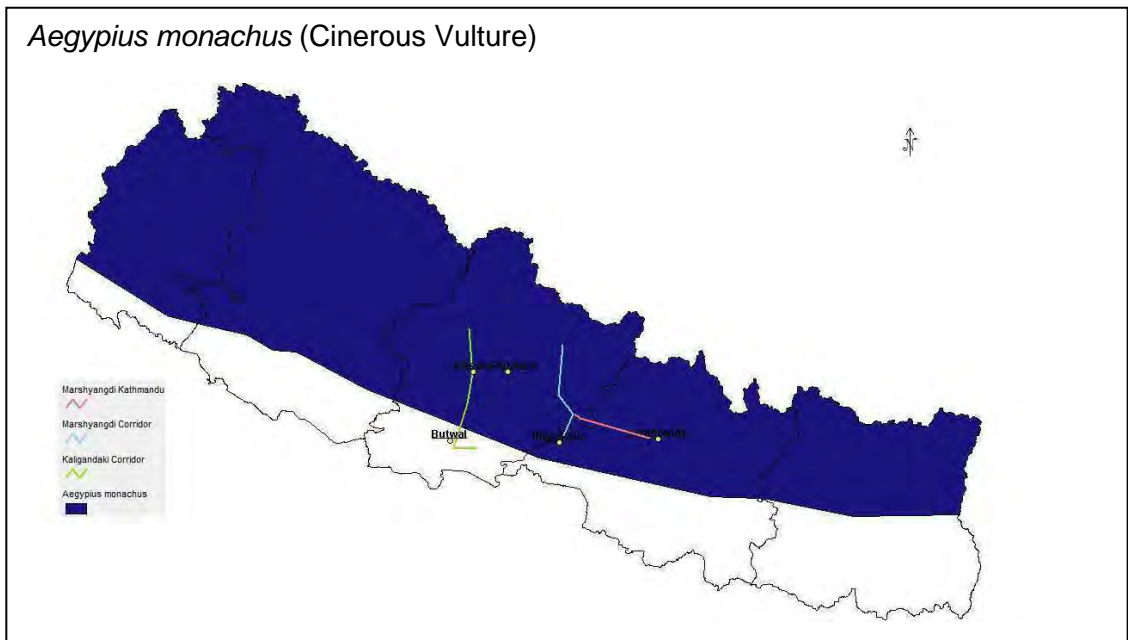 Aegypius monachus (Cinerous Vulture)
N
Butwal
Marshyangdi Kathmandu
Marshyangdi Corridor
Kaligandaki Corridor
Aegypius monachus